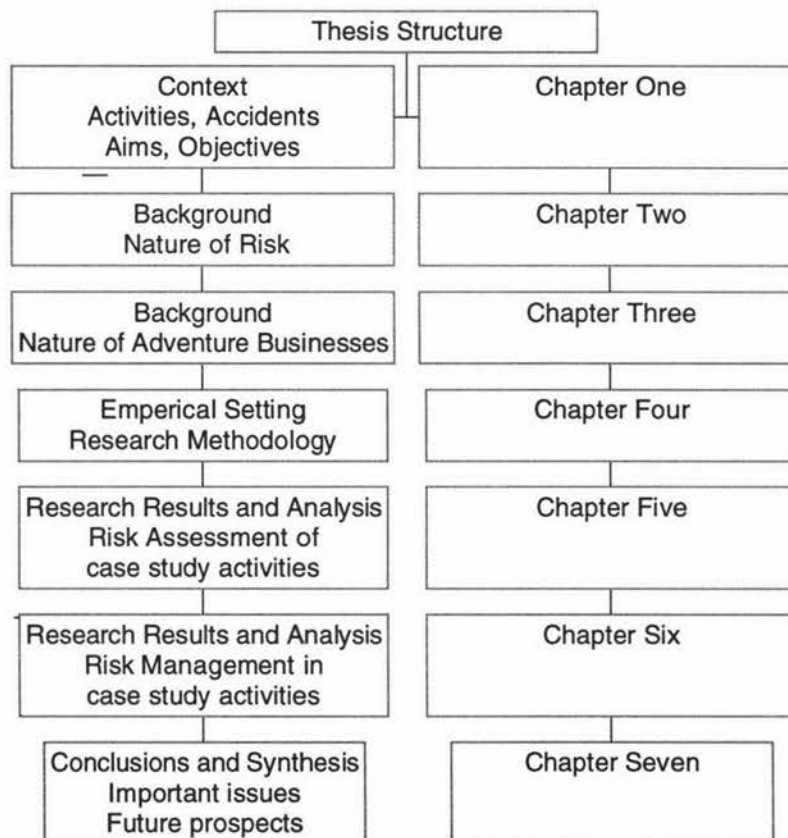 Thesis Structure
Context
Activities, Accidents
Aims, Objectives
Chapter One
Background
Nature of Risk
Chapter Two
Background
Nature of Adventure Businesses
Chapter Three
Emperical Setting
Research Methodology
Chapter Four
Research Results and Analysis
Risk Assessment of
case study activities
Chapter Five
Research Results and Analysis
Risk Management in
case study activities
Chapter Six
Conclusions and Synthesis
Important issues
Future prospects
Chapter Seven